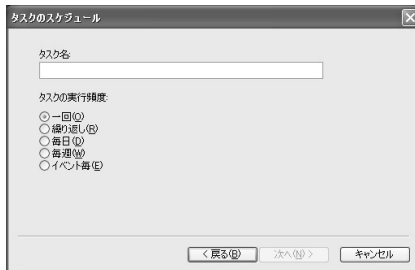 タスクのスケジュール
タスク名:
タスクの実行頻度:
一回(O)
繰り返し(R)
毎日(D)
毎週(W)
イベント毎(E)
< 戻る(B)
次へ(N) >
キャンセル